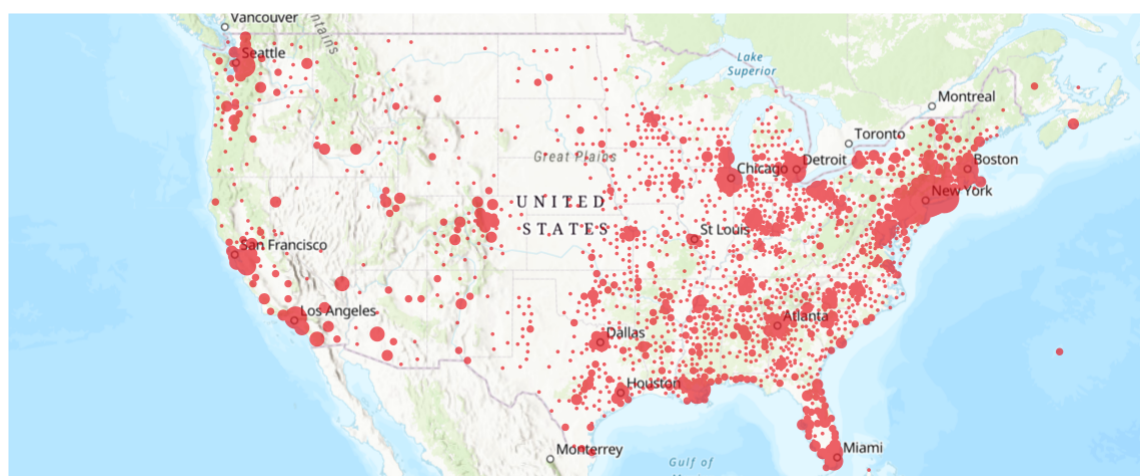 Vancouver
ntains
Seattle
Lake
Superior
Montreal
Toronto
Great Plains
Chicago
Detroit
Boston
UNITED
STATES
New York
St Louis
San Francisco
Los Angeles
Dallas
Atlanta
Houston
Monterrey
Miami
Gulf of